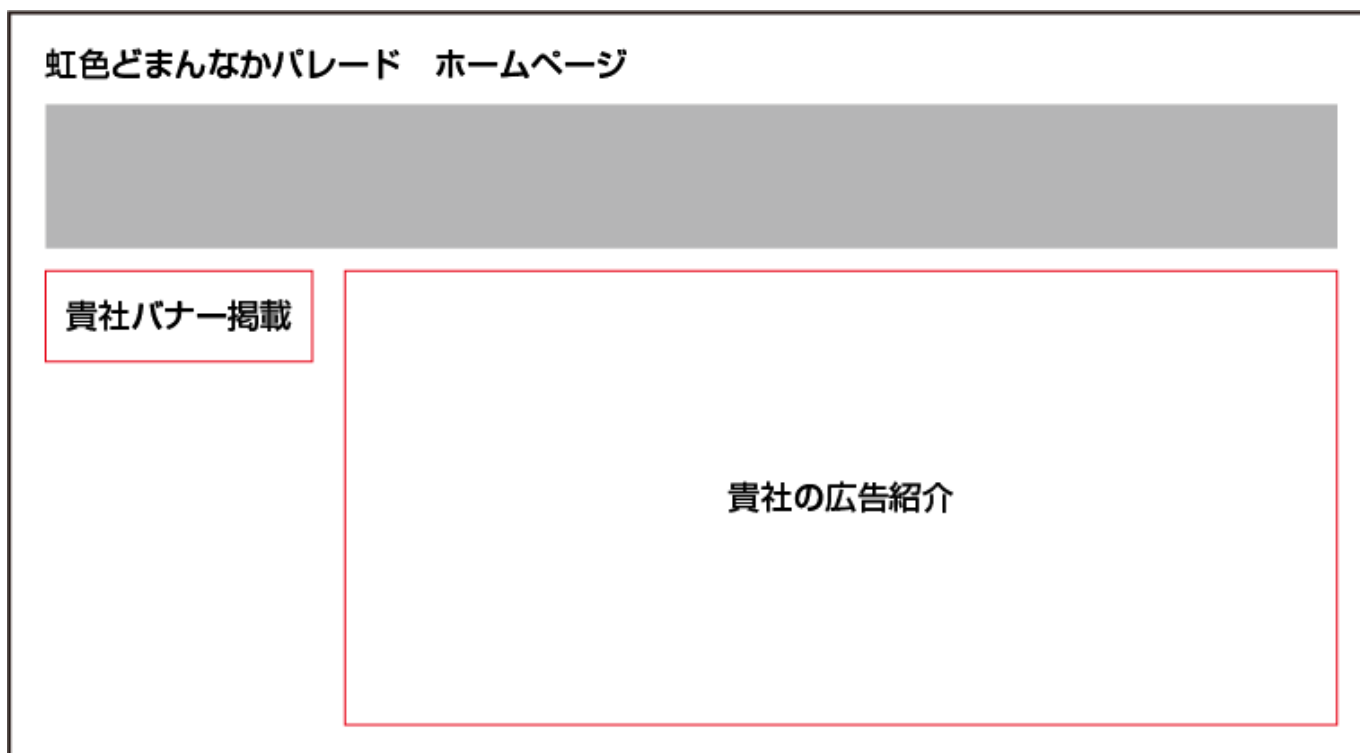 虹色どまんなかパレード　ホームページ
貴社バナー掲載
貴社の広告紹介